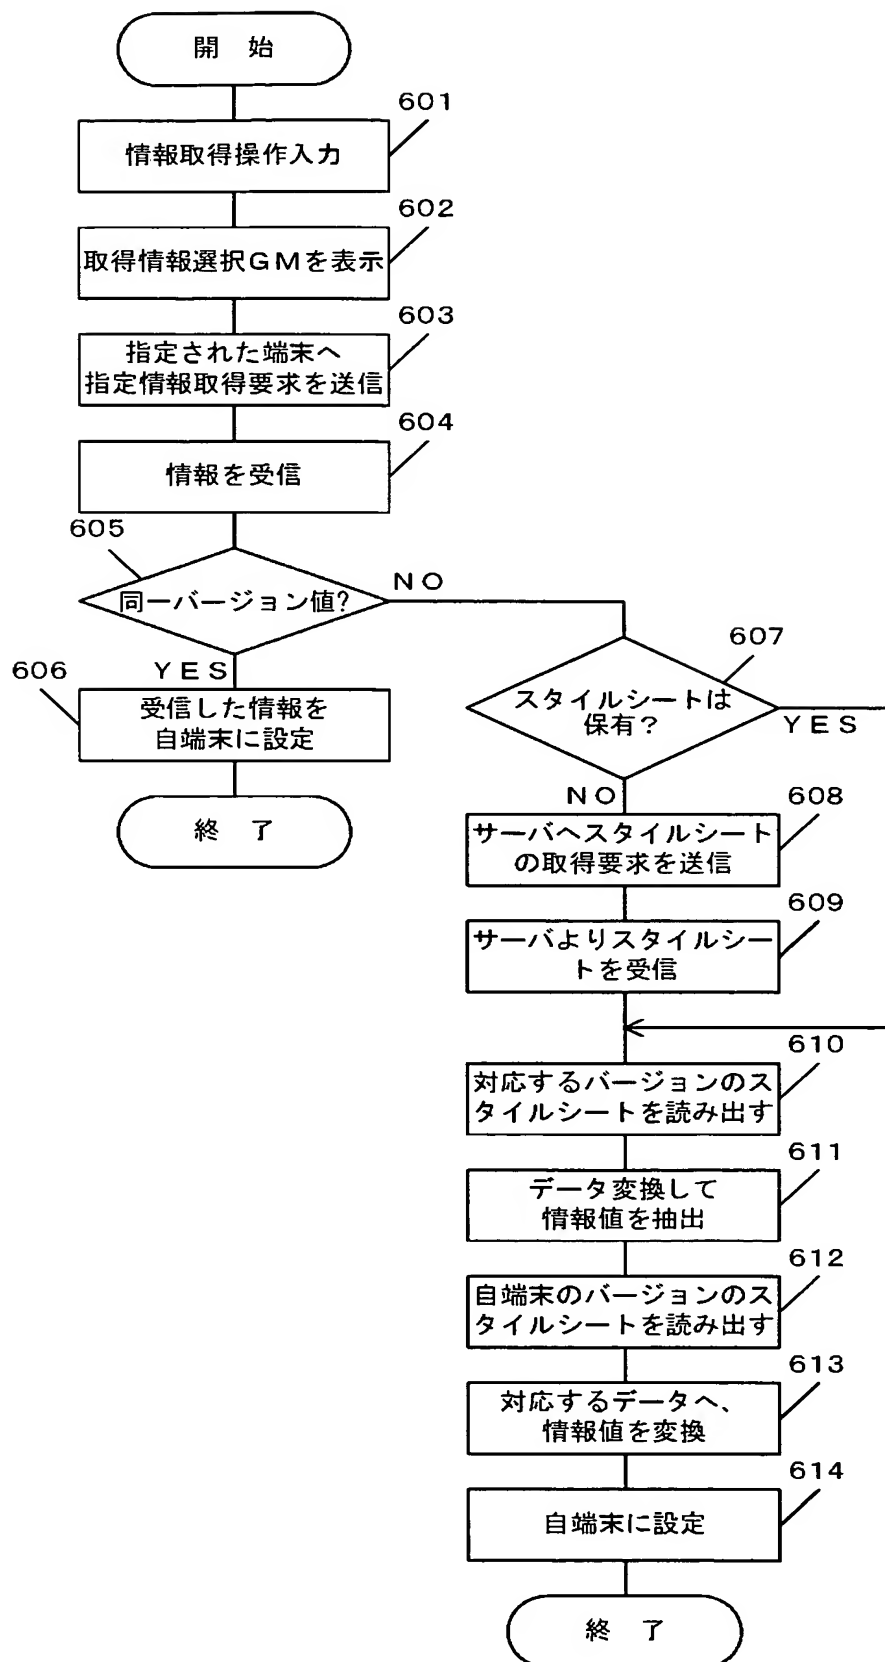 開 始
601
情報取得操作入力
602
取得情報選択GMを表示
603
指定された端末へ
指定情報取得要求を送信
604
情報を受信
605
同一バージョン値?
NO
YES
606
受信した情報を
自端末に設定
終 了
607
スタイルシートは
保有?
YES
NO
608
サーバへスタイルシート
の取得要求を送信
609
サーバよりスタイルシー
トを受信
610
対応するバージョンのス
タイルシートを読み出す
611
データ変換して
情報値を抽出
612
自端末のバージョンのス
タイルシートを読み出す
613
対応するデータへ、
情報値を変換
614
自端末に設定
終 了